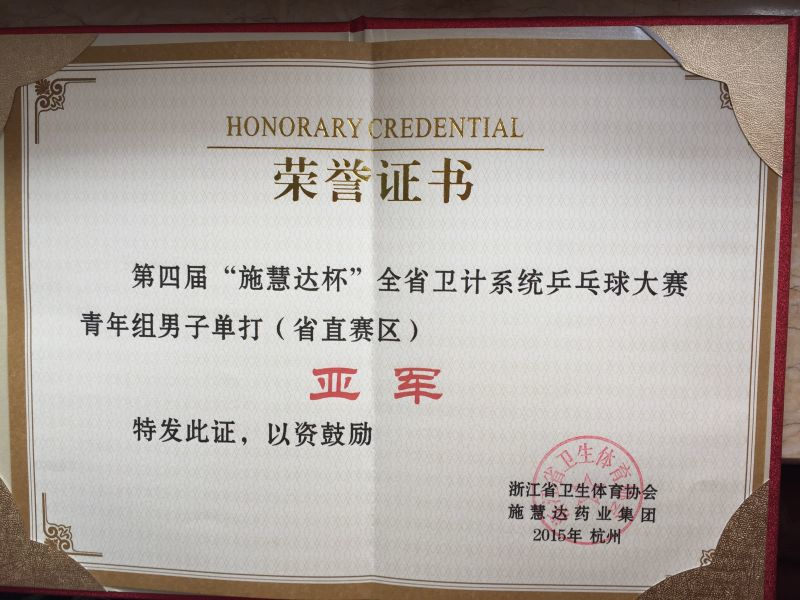 HONORARY CREDENTIAL
荣誉证书
第四届“施慧达杯”全省卫计系统乒乓球大赛
青年组男子单打（省直赛区）
亚军
特发此证，以资鼓励
浙江省卫生体育协会
施慧达药业集团
2015年 杭州